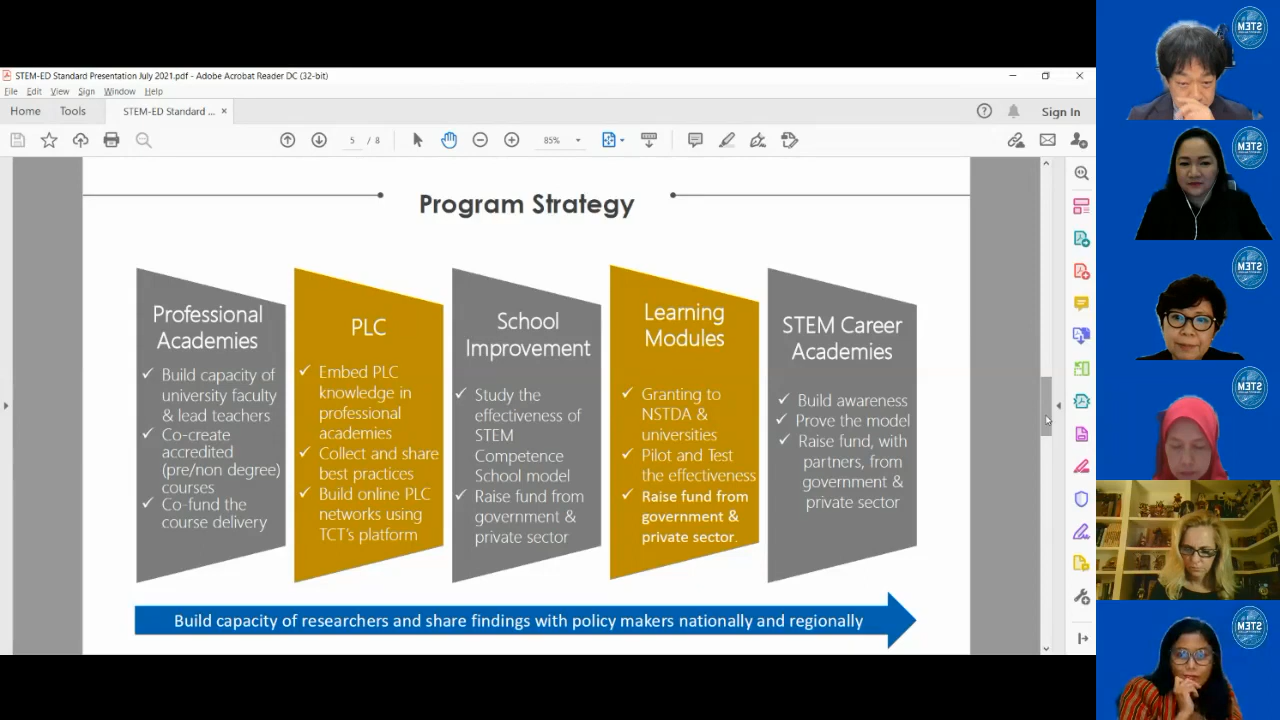 STEM-ED Standard Presentation July 2021.pdf - Adobe Acrobat Reader DC (32-bit)
File Edit View Sign Window Help
Home Tools STEM-ED Standard ... × Sign In
5 / 8 85%
Program Strategy
Professional
Academies
✓ Build capacity of
university faculty
& lead teachers
✓ Co-create
accredited
(pre/non degree)
courses
✓ Co-fund the
course delivery
PLC
✓ Embed PLC
knowledge in
professional
academies
✓ Collect and share
best practices
✓ Build online PLC
networks using
TCT's platform
School
Improvement
✓ Study the
effectiveness of
STEM
Competence
School model
✓ Raise fund from
government &
private sector
Learning
Modules
✓ Granting to
NSTDA &
universities
✓ Pilot and Test
the effectiveness
✓ Raise fund from
government &
private sector.
STEM Career
Academies
✓ Build awareness
✓ Prove the model
✓ Raise fund, with
partners, from
government &
private sector
Build capacity of researchers and share findings with policy makers nationally and regionally
STEM
STEM
STEM
STEM
STEM